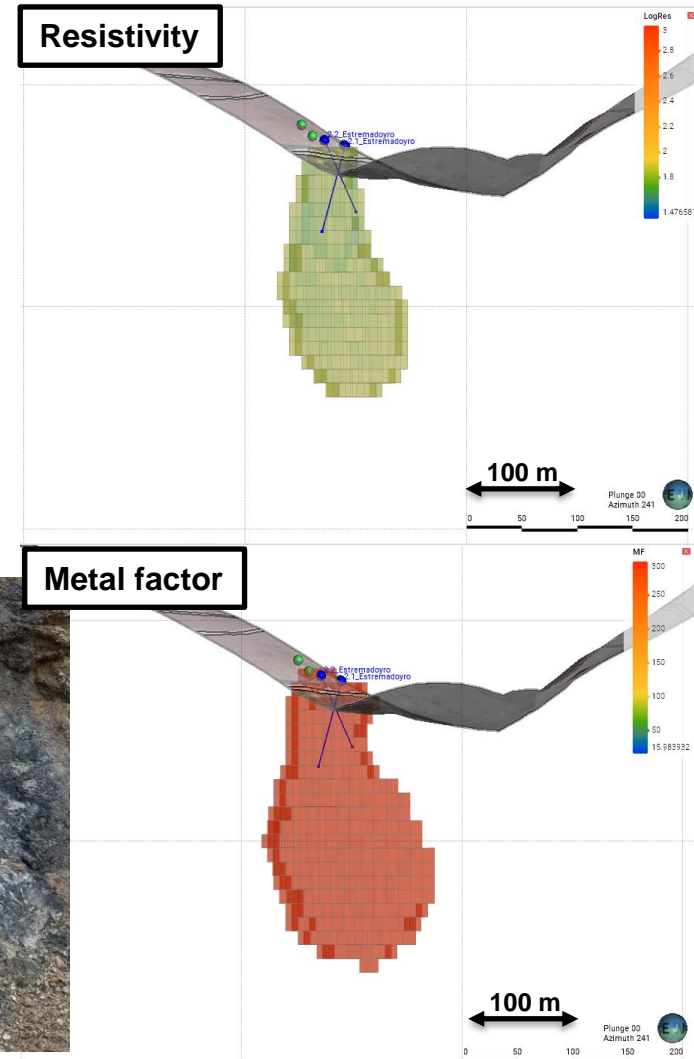 Resistivity
LogRes
3
2.8
2.6
2.4
2.2
2
1.8
1.476581
2.2_Estremadoyro
2.1_Estremadoyro
100 m
Plunge 00
Azimuth 241
0 50 100 150 200
Metal factor
MF
300
250
200
150
100
50
15.983932
2.2_Estremadoyro
2.1_Estremadoyro
100 m
Plunge 00
Azimuth 241
0 50 100 150 200